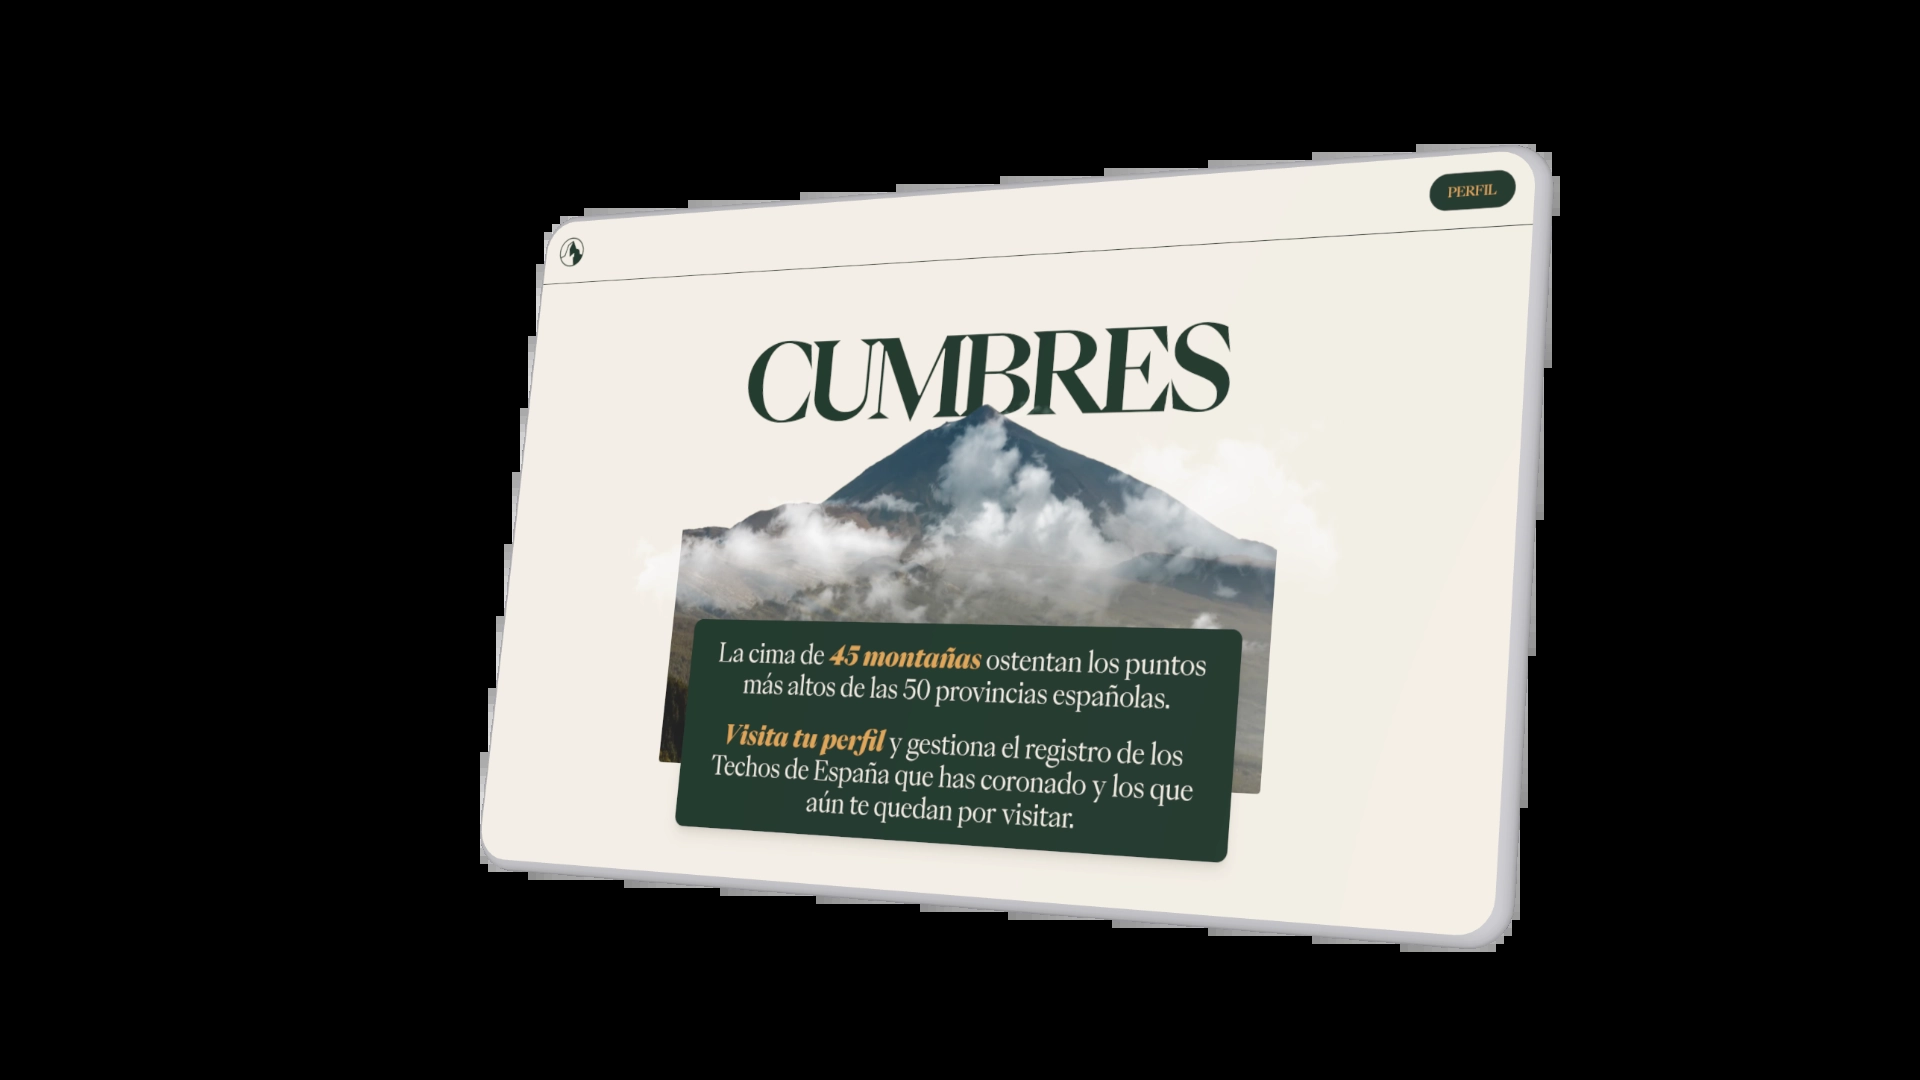 PERFIL
CUMBRES
La cima de 45 montañas ostentan los puntos
más altos de las 50 provincias españolas.
Visita tu perfil y gestiona el registro de los
Techos de España que has coronado y los que
aún te quedan por visitar.